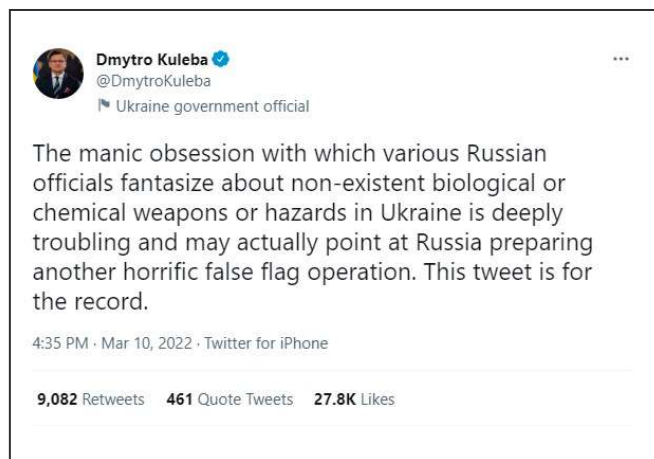 Dmytro Kuleba
@DmytroKuleba
Ukraine government official
The manic obsession with which various Russian
officials fantasize about non-existent biological or
chemical weapons or hazards in Ukraine is deeply
troubling and may actually point at Russia preparing
another horrific false flag operation. This tweet is for
the record.
4:35 PM · Mar 10, 2022 · Twitter for iPhone
9,082 Retweets 461 Quote Tweets 27.8K Likes